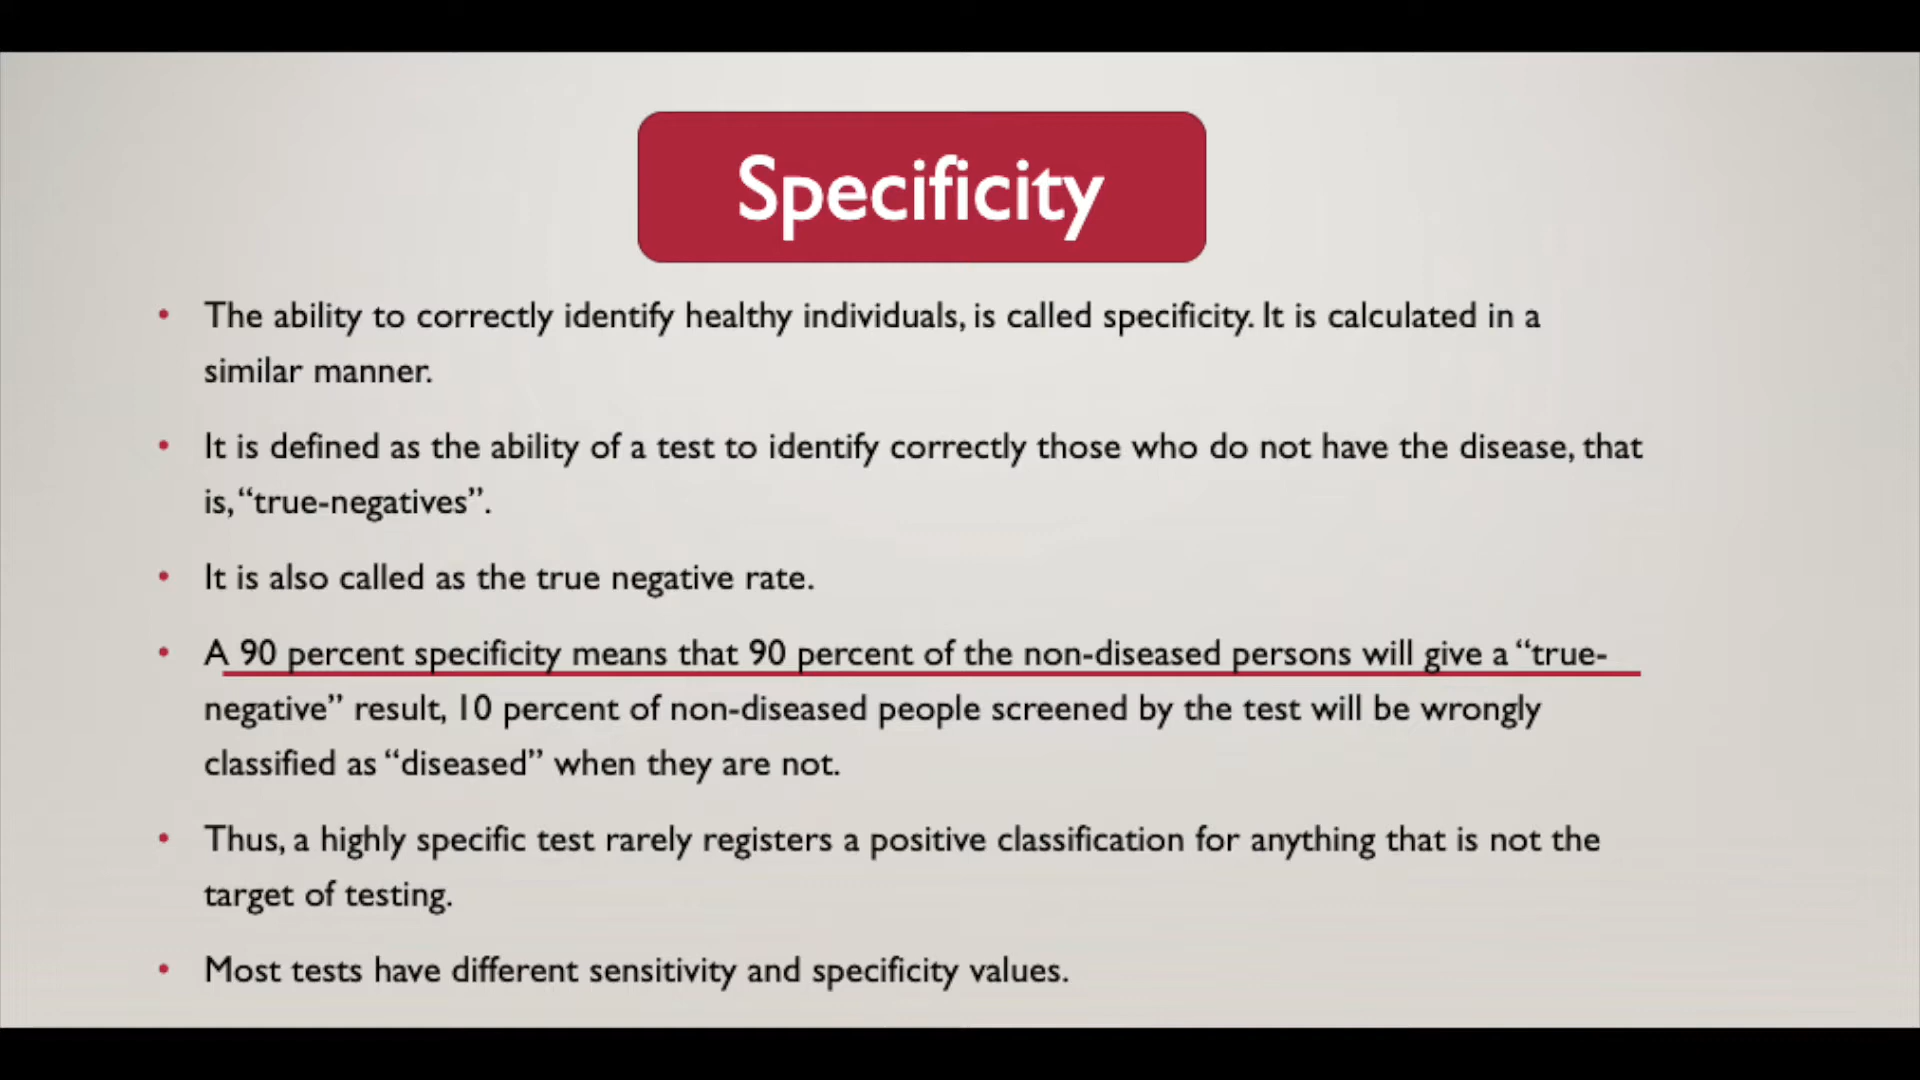 Specificity
• The ability to correctly identify healthy individuals, is called specificity. It is calculated in a
similar manner.
• It is defined as the ability of a test to identify correctly those who do not have the disease, that
is, “true-negatives”.
• It is also called as the true negative rate.
• A 90 percent specificity means that 90 percent of the non-diseased persons will give a “true-
negative” result, 10 percent of non-diseased people screened by the test will be wrongly
classified as “diseased” when they are not.
• Thus, a highly specific test rarely registers a positive classification for anything that is not the
target of testing.
• Most tests have different sensitivity and specificity values.